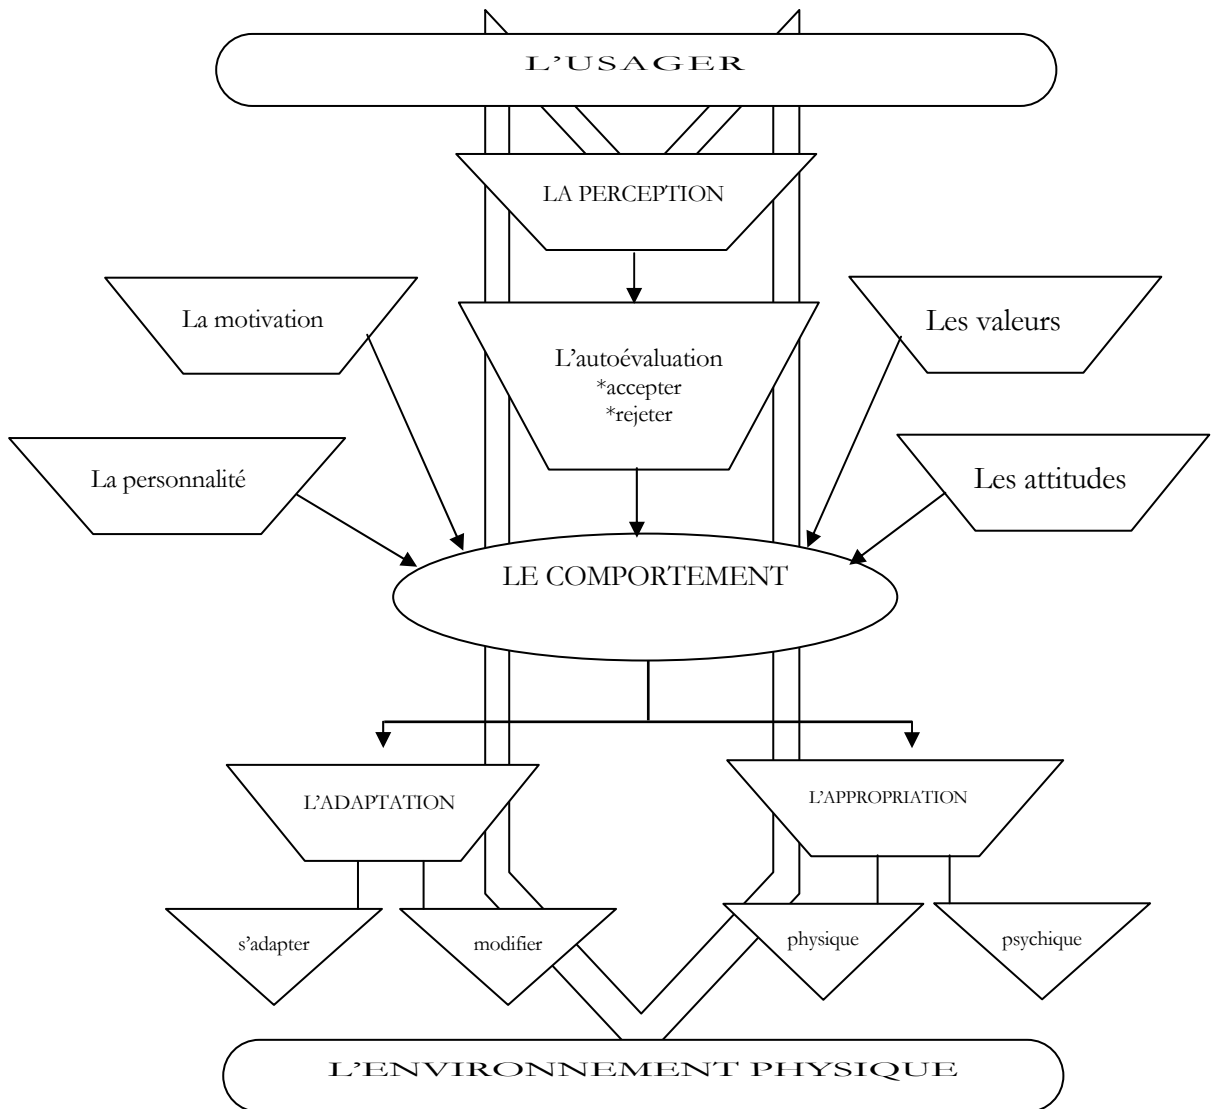 L'USAGER
LA PERCEPTION
La motivation
Les valeurs
L'autoévaluation
*accepter
*rejeter
La personnalité
Les attitudes
LE COMPORTEMENT
L'ADAPTATION
L'APPROPRIATION
s'adapter
modifier
physique
psychique
L'ENVIRONNEMENT PHYSIQUE